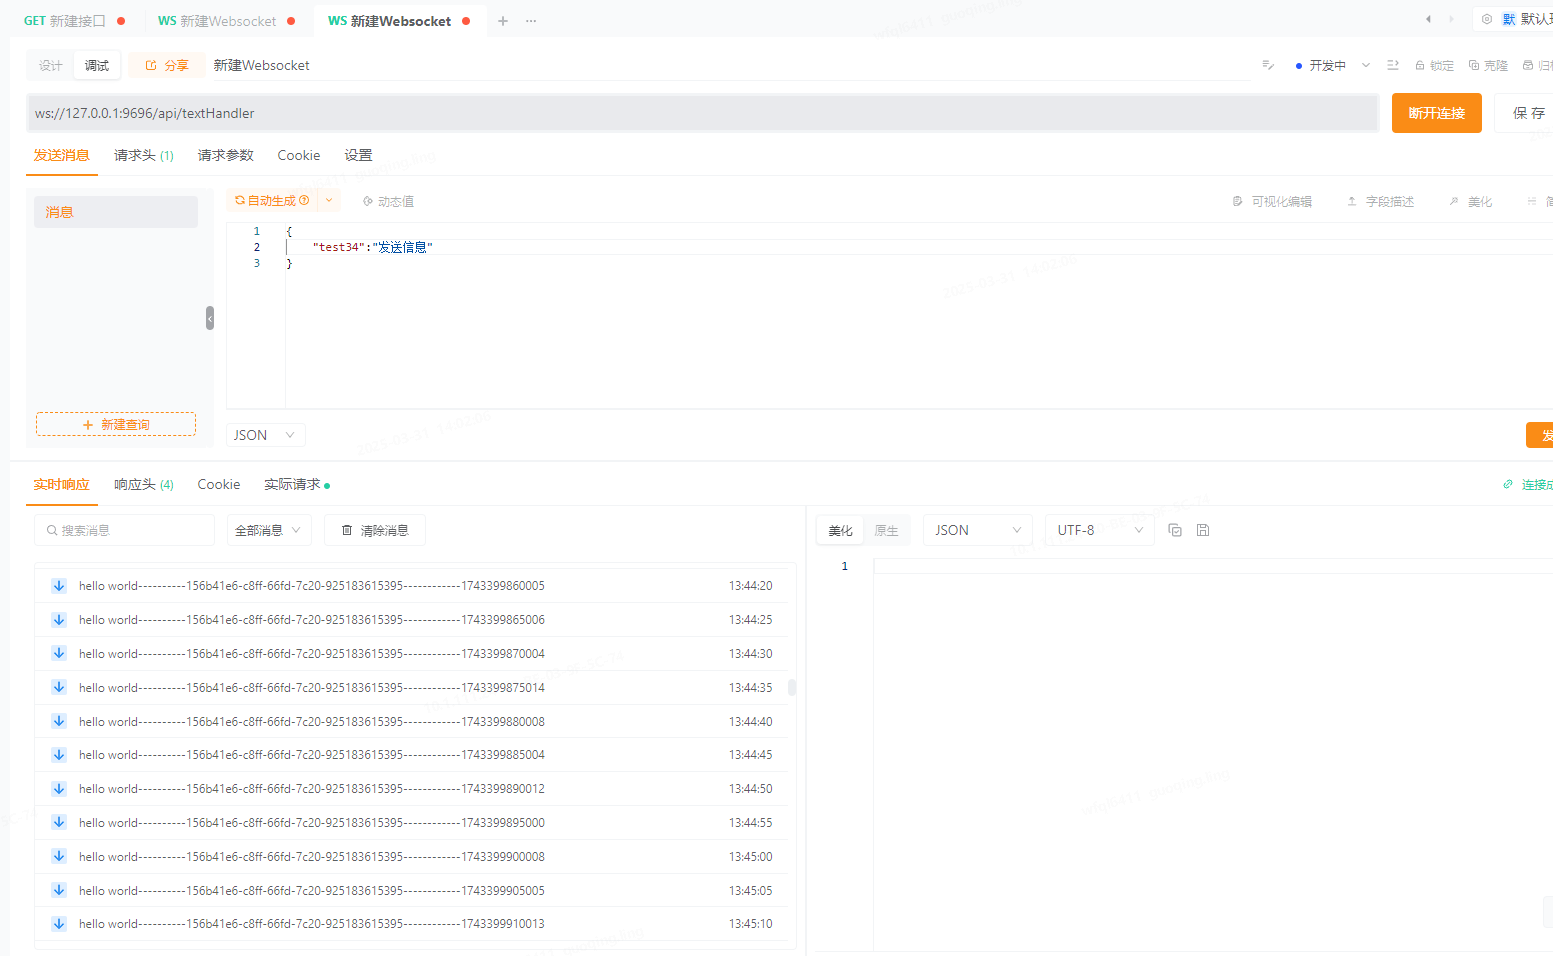 GET 新建接口
WS 新建Websocket
WS 新建Websocket
默 默认
设计
调试
分享
新建Websocket
开发中
锁定
克隆
归
ws://127.0.0.1:9696/api/textHandler
断开连接
保 存
发送消息
请求头 (1)
请求参数
Cookie
设置
消息
自动生成
动态值
可视化编辑
字段描述
美化
1 {
2 "test34":"发送信息"
3 }
新建查询
JSON
发
实时响应
响应头 (4)
Cookie
实际请求
连接成
搜索消息
全部消息
清除消息
美化
原生
JSON
UTF-8
1
hello world----------156b41e6-c8ff-66fd-7c20-925183615395------------1743399860005 13:44:20
hello world----------156b41e6-c8ff-66fd-7c20-925183615395------------1743399865006 13:44:25
hello world----------156b41e6-c8ff-66fd-7c20-925183615395------------1743399870004 13:44:30
hello world----------156b41e6-c8ff-66fd-7c20-925183615395------------1743399875014 13:44:35
hello world----------156b41e6-c8ff-66fd-7c20-925183615395------------1743399880008 13:44:40
hello world----------156b41e6-c8ff-66fd-7c20-925183615395------------1743399885004 13:44:45
hello world----------156b41e6-c8ff-66fd-7c20-925183615395------------1743399890012 13:44:50
hello world----------156b41e6-c8ff-66fd-7c20-925183615395------------1743399895000 13:44:55
hello world----------156b41e6-c8ff-66fd-7c20-925183615395------------1743399900008 13:45:00
hello world----------156b41e6-c8ff-66fd-7c20-925183615395------------1743399905005 13:45:05
hello world----------156b41e6-c8ff-66fd-7c20-925183615395------------1743399910013 13:45:10